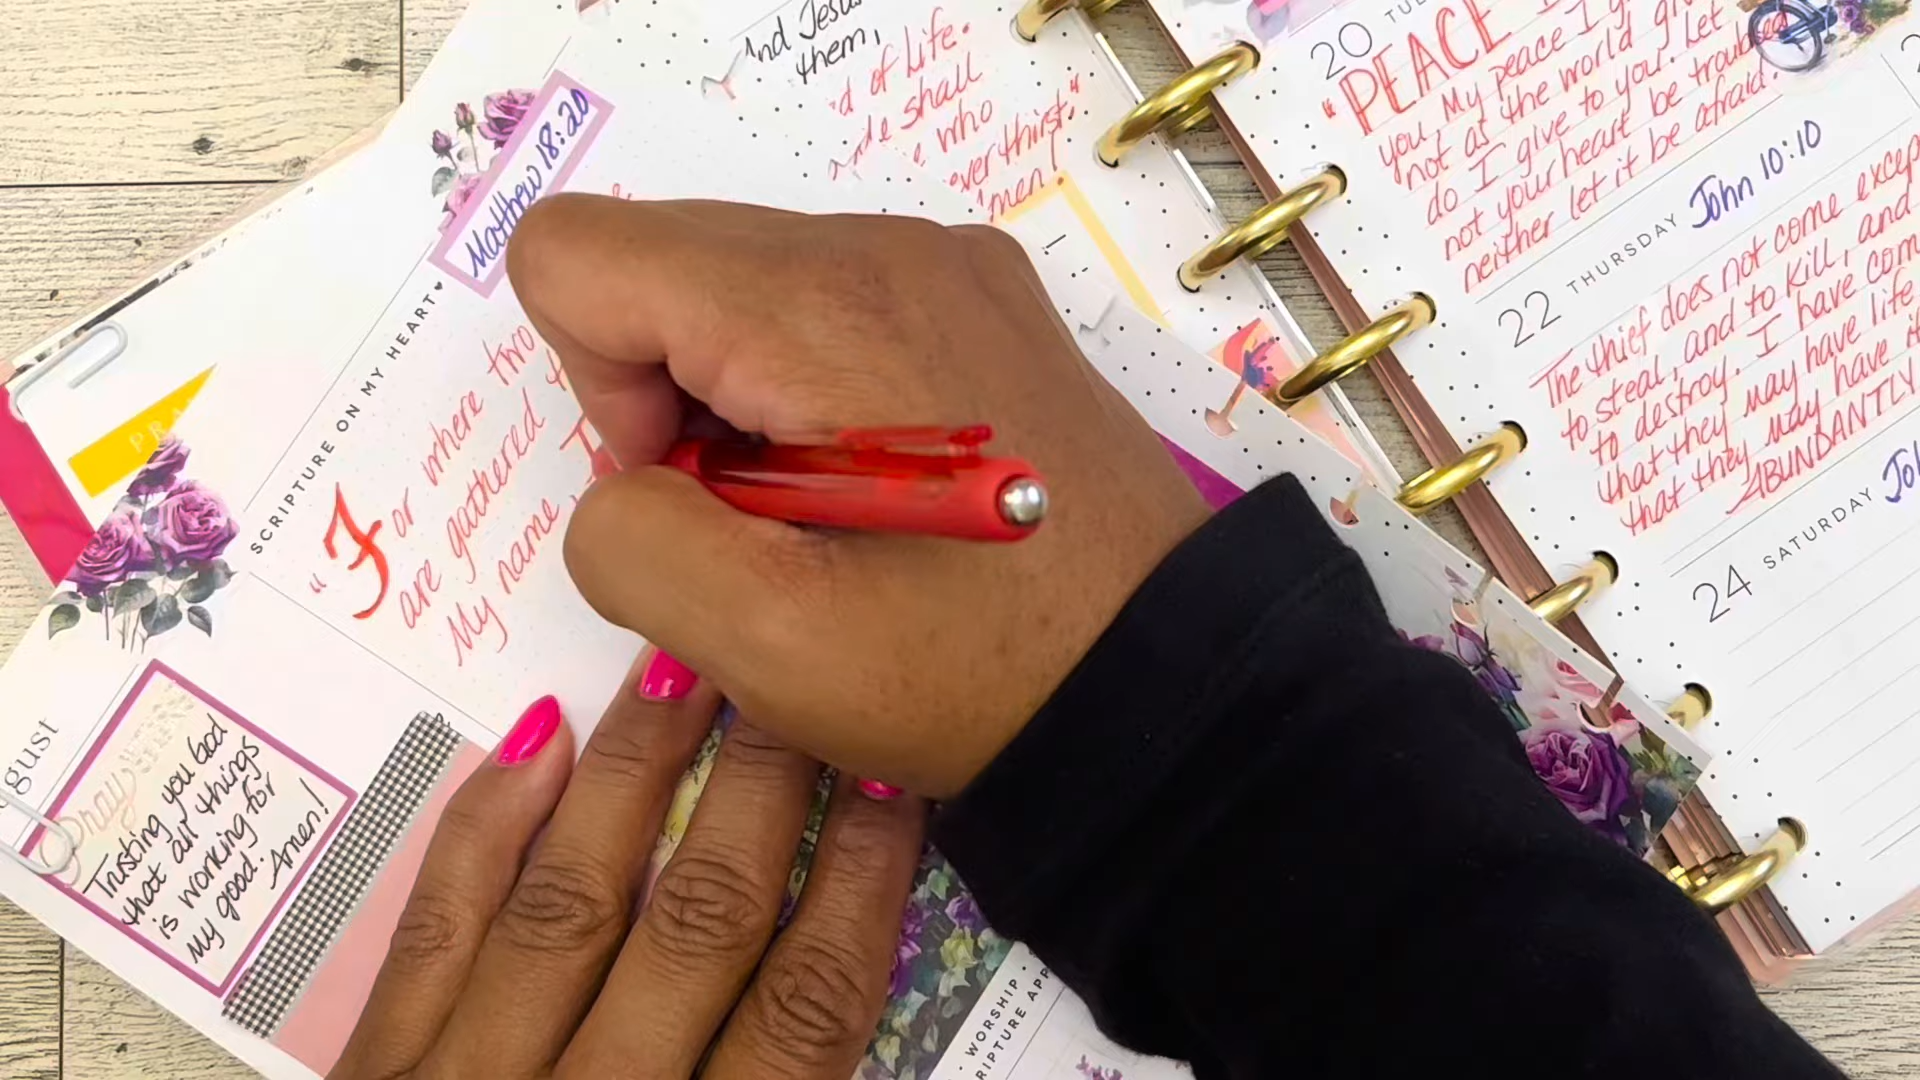 And Jesus
them,
of Life.
shall
who
ever thirst."
Matthew 18:20
SCRIPTURE ON MY HEART
"For where two
are gathered
My name I
PRA
gust
Pray
Trusting you God
that all things
is working for
my good.
Amen!
WORSHIP
20
"PEACE I
you, My peace I
not as the world
do I give to you. Let
not your heart be troubled
neither let it be afraid.
22 THURSDAY John 10:10
The thief does not come except
to steal, and to kill, and
to destroy. I have come
that they may have life
that they may have it
ABUNDANTLY
24 SATURDAY